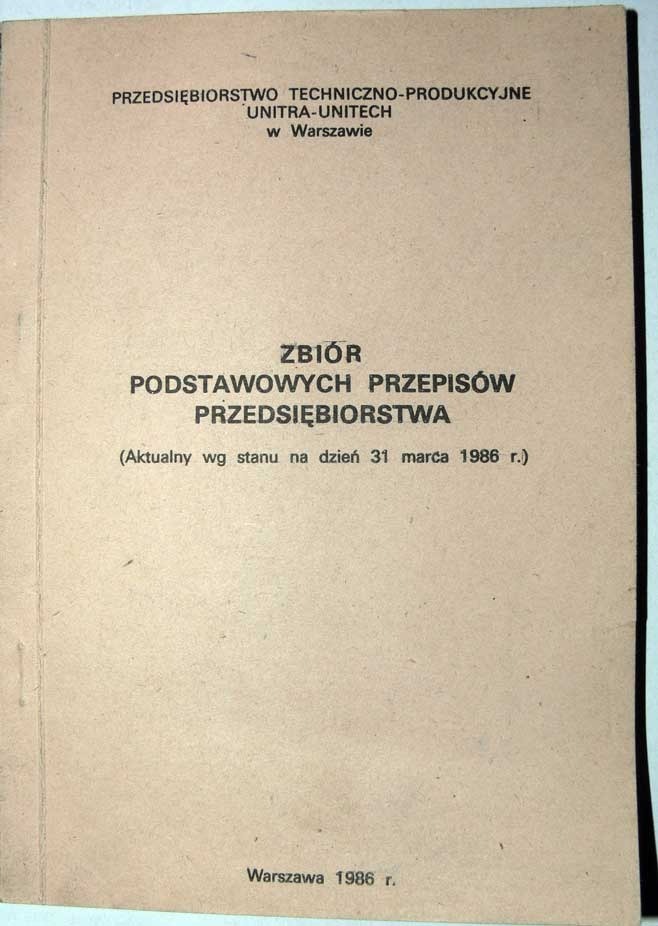 PRZEDSIĘBIORSTWO TECHNICZNO-PRODUKCYJNE
UNITRA-UNITECH
w Warszawie
ZBIÓR
PODSTAWOWYCH PRZEPISÓW
PRZEDSIĘBIORSTWA
(Aktualny wg stanu na dzień 31 marca 1986 r.)
Warszawa 1986 r.